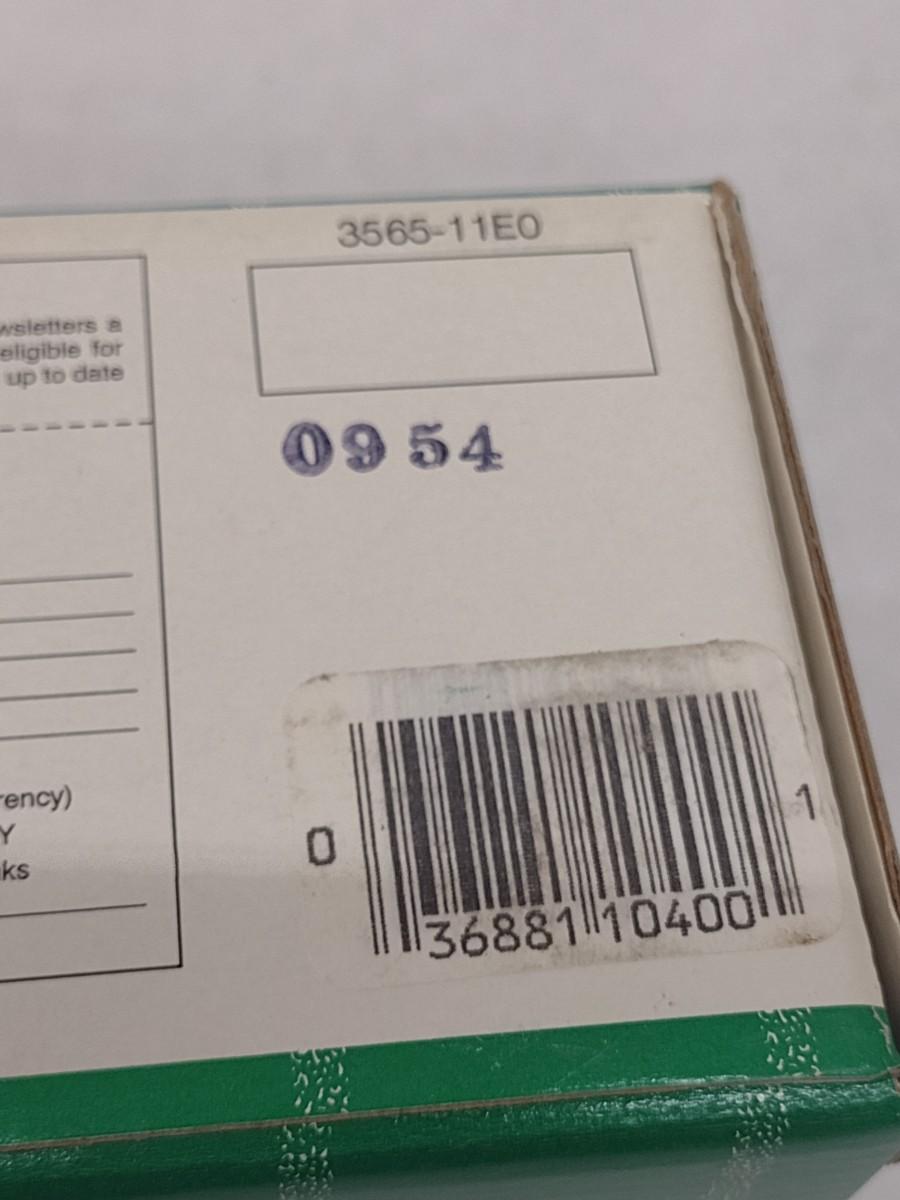 3565-11E0
wsletters a
eligible for
up to date
0954
rency)
Y
ks
0 36881 10400 1